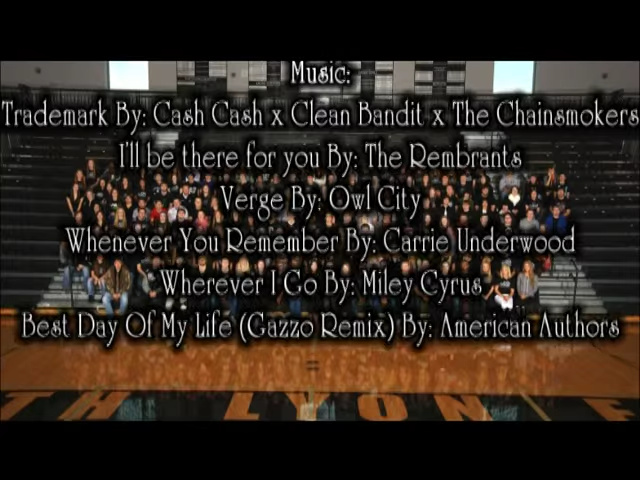 Music:
Trademark By: Cash Cash x Clean Bandit x The Chainsmokers
I'll be there for you By: The Rembrants
Verge By: Owl City
Whenever You Remember By: Carrie Underwood
Wherever I Go By: Miley Cyrus
Best Day Of My Life (Gazzo Remix) By: American Authors
TH LYON E